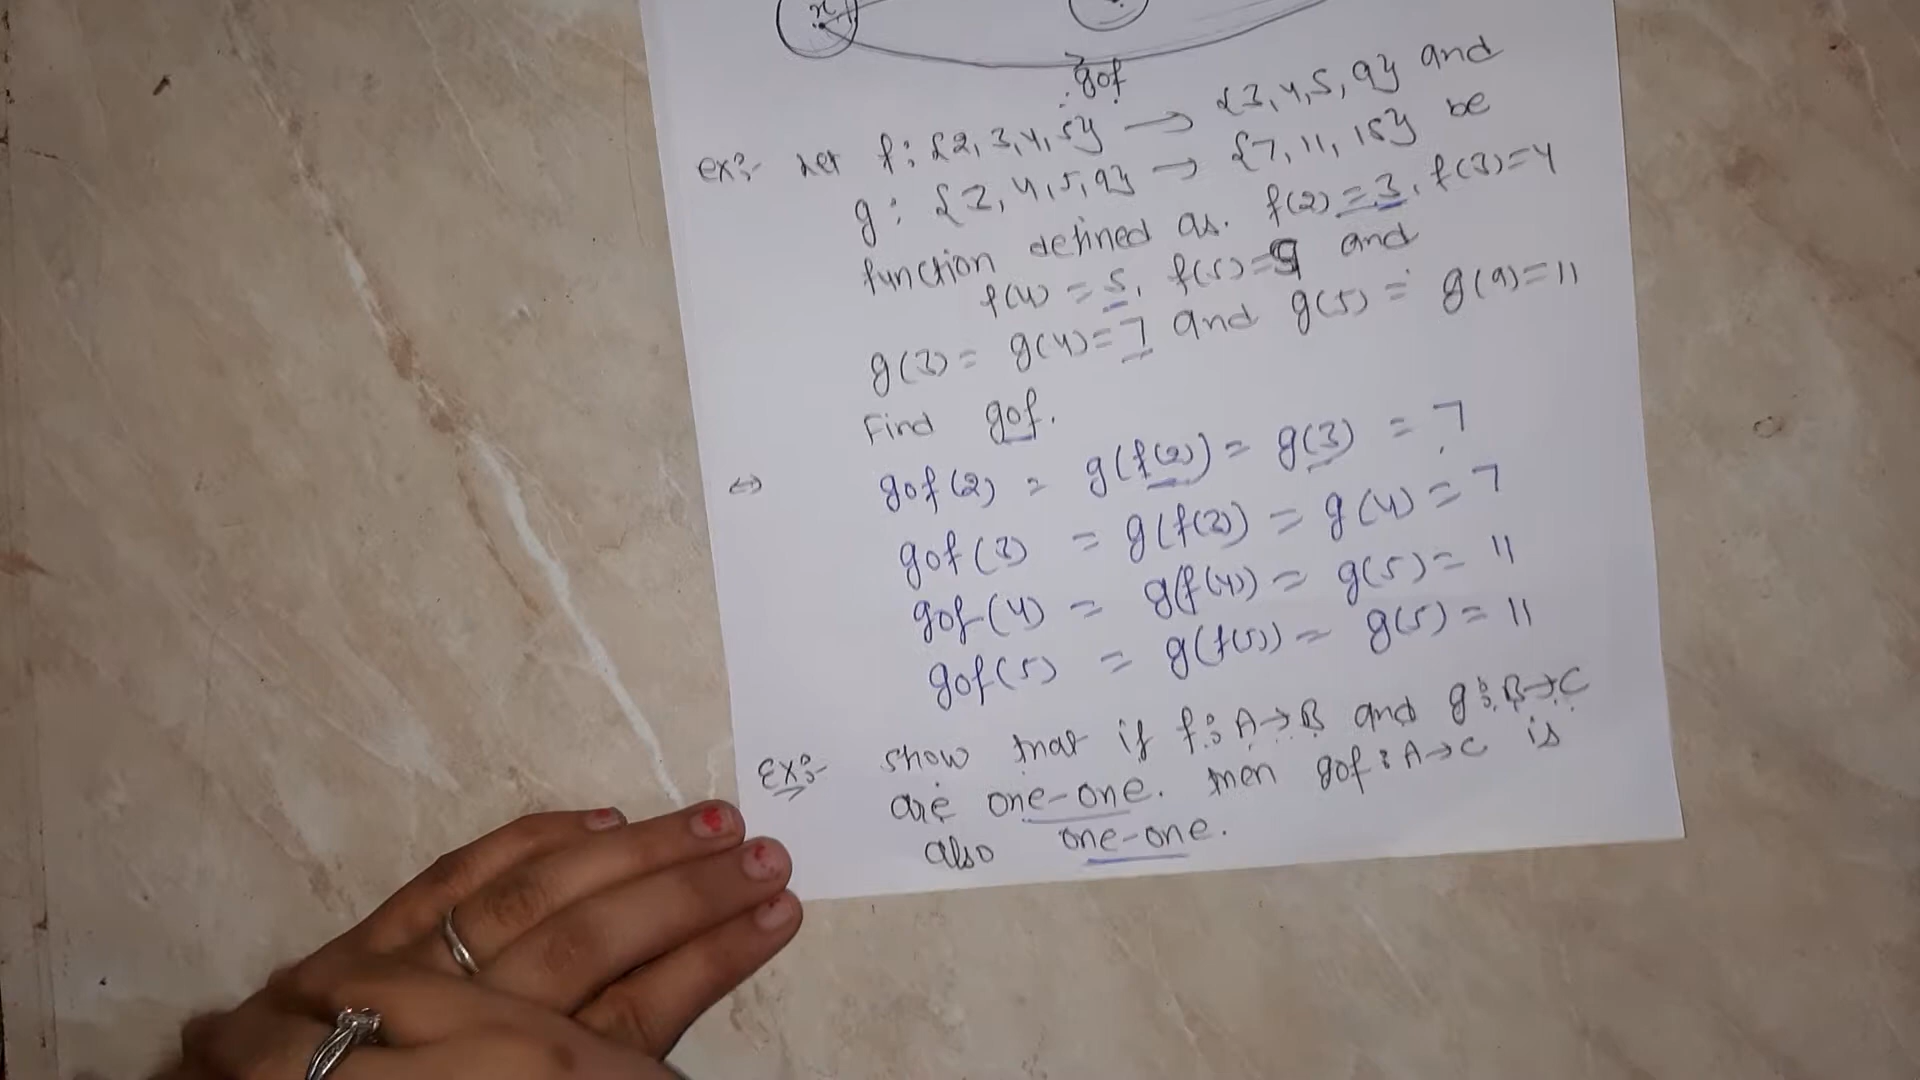 x
gof
ex:- Let f: {2, 3, 4, 5} → {3, 4, 5, 9} and
g: {3, 4, 5, 9} → {7, 11, 15} be
function defined as. f(2) = 3, f(3)=4
f(4) = 5, f(5)=9 and
g(3) = g(4)=7 and g(5) = g(9)=11
Find gof.
⇔ gof(2) = g(f(2)) = g(3) = 7
gof(3) = g(f(3)) = g(4) = 7
gof(4) = g(f(4)) = g(5) = 11
gof(5) = g(f(5)) = g(5) = 11
Ex:- show that if f: A→B and g: B→C
are one-one. then gof: A→C is
also one-one.